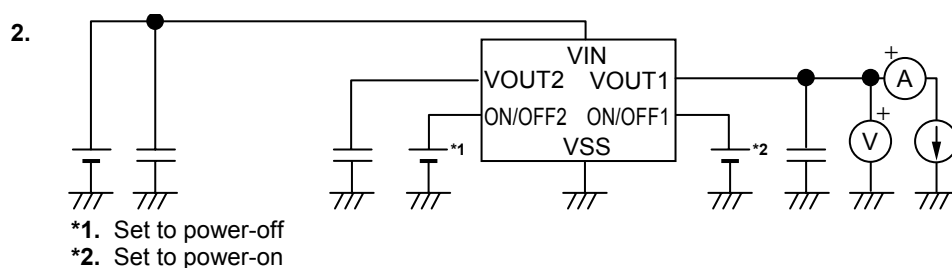 2.
VIN
VOUT2 VOUT1
ON/OFF2 ON/OFF1
VSS
*1
*2
+
A
+
V
*1. Set to power-off
*2. Set to power-on